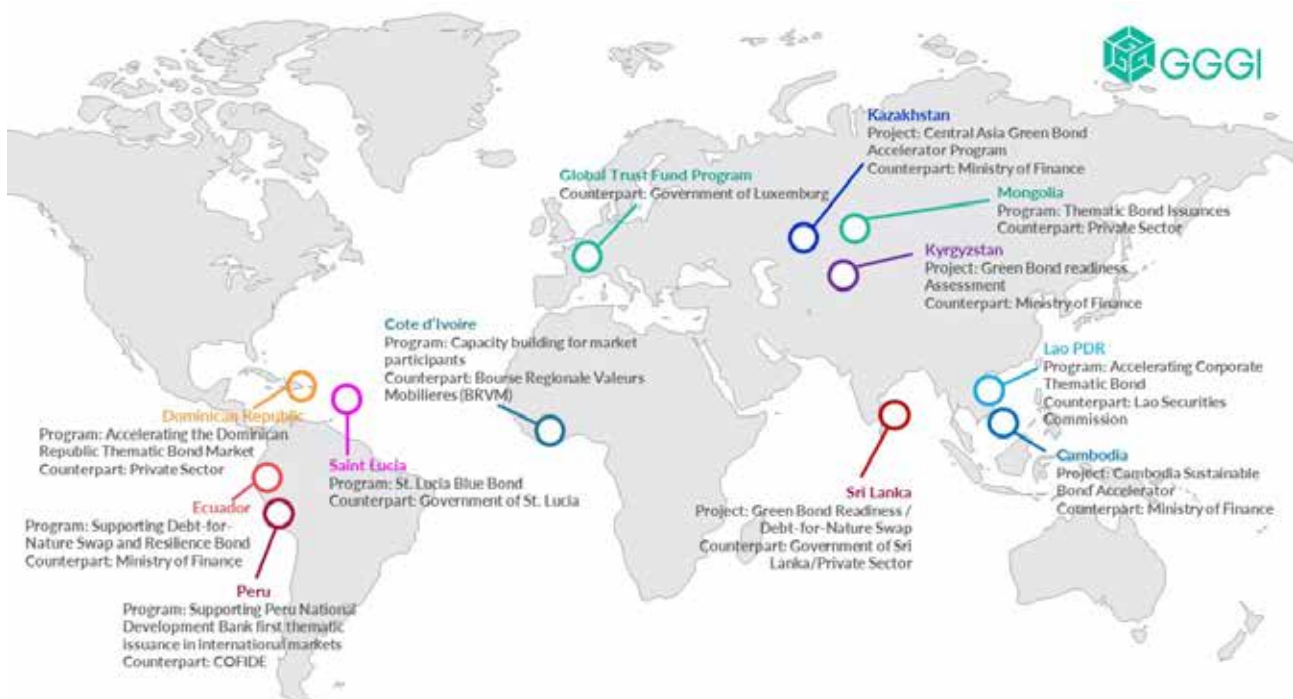 GGGI
Kazakhstan
Project: Central Asia Green Bond
Accelerator Program
Counterpart: Ministry of Finance
Global Trust Fund Program
Counterpart: Government of Luxemburg
Mongolia
Program: Thematic Bond Issuances
Counterpart: Private Sector
Kyrgyzstan
Project: Green Bond readiness
Assessment
Counterpart: Ministry of Finance
Cote d'Ivoire
Program: Capacity building for market
participants
Counterpart: Bourse Regionale Valeurs
Mobilieres (BRVM)
Lao PDR
Program: Accelerating Corporate
Thematic Bond
Counterpart: Lao Securities
Commission
Dominican Republic
Program: Accelerating the Dominican
Republic Thematic Bond Market
Counterpart: Private Sector
Saint Lucia
Program: St. Lucia Blue Bond
Counterpart: Government of St. Lucia
Cambodia
Project: Cambodia Sustainable
Bond Accelerator
Counterpart: Ministry of Finance
Sri Lanka
Project: Green Bond Readiness /
Debt-for-Nature Swap
Counterpart: Government of Sri
Lanka/Private Sector
Ecuador
Program: Supporting Debt-for-
Nature Swap and Resilience Bond
Counterpart: Ministry of Finance
Peru
Program: Supporting Peru National
Development Bank first thematic
issuance in international markets
Counterpart: COFIDE